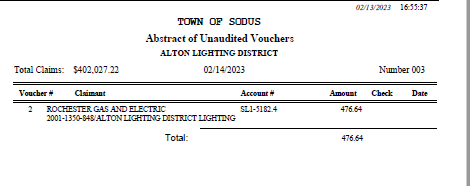 02/13/2023 16:55:37
TOWN OF SODUS
Abstract of Unaudited Vouchers
ALTON LIGHTING DISTRICT
Total Claims: $402,027.22 02/14/2023 Number 003
Voucher # Claimant Account # Amount Check Date
2 ROCHESTER GAS AND ELECTRIC SL1-5182.4 476.64
2001-1350-848/ALTON LIGHTING DISTRICT LIGHTING
Total: 476.64